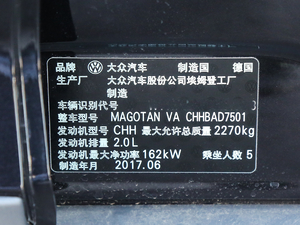 品牌 大众汽车 制造国 德国
生产厂 大众汽车股份公司埃姆登工厂
制造
车辆识别代号 3
整车型号 MAGOTAN VA CHHBAD7501
发动机型号 CHH 最大允许总质量 2270kg
发动机排量 2.0L
发动机最大净功率 162kW 乘坐人数 5
制造年月 2017.06